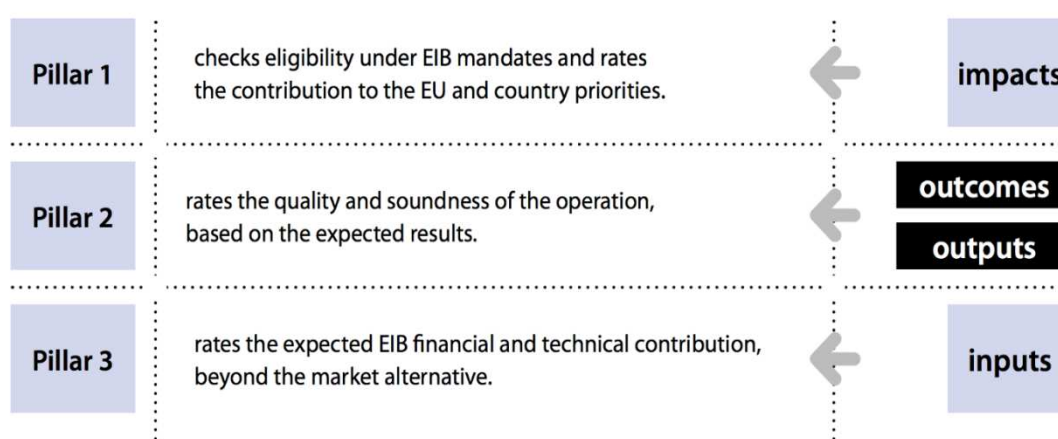 Pillar 1
checks eligibility under EIB mandates and rates
the contribution to the EU and country priorities.
impacts
Pillar 2
rates the quality and soundness of the operation,
based on the expected results.
outcomes
outputs
Pillar 3
rates the expected EIB financial and technical contribution,
beyond the market alternative.
inputs